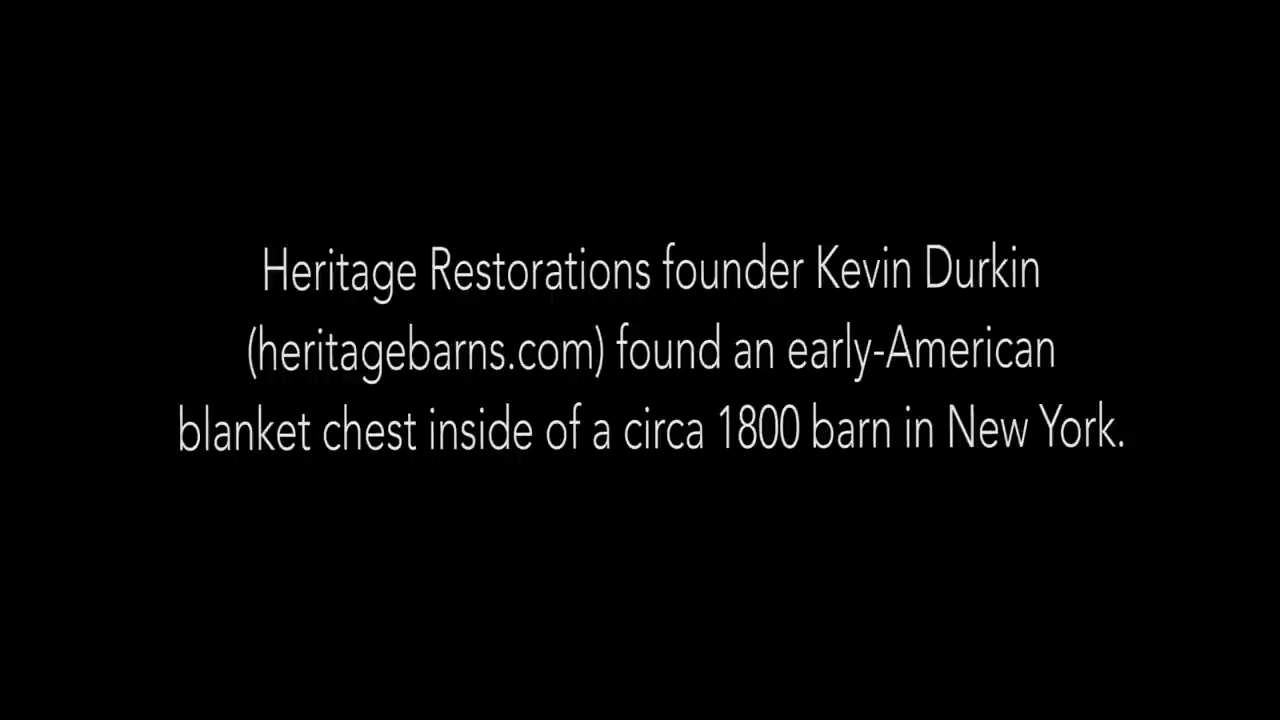 Heritage Restorations founder Kevin Durkin
(heritagebarns.com) found an early-American
blanket chest inside of a circa 1800 barn in New York.